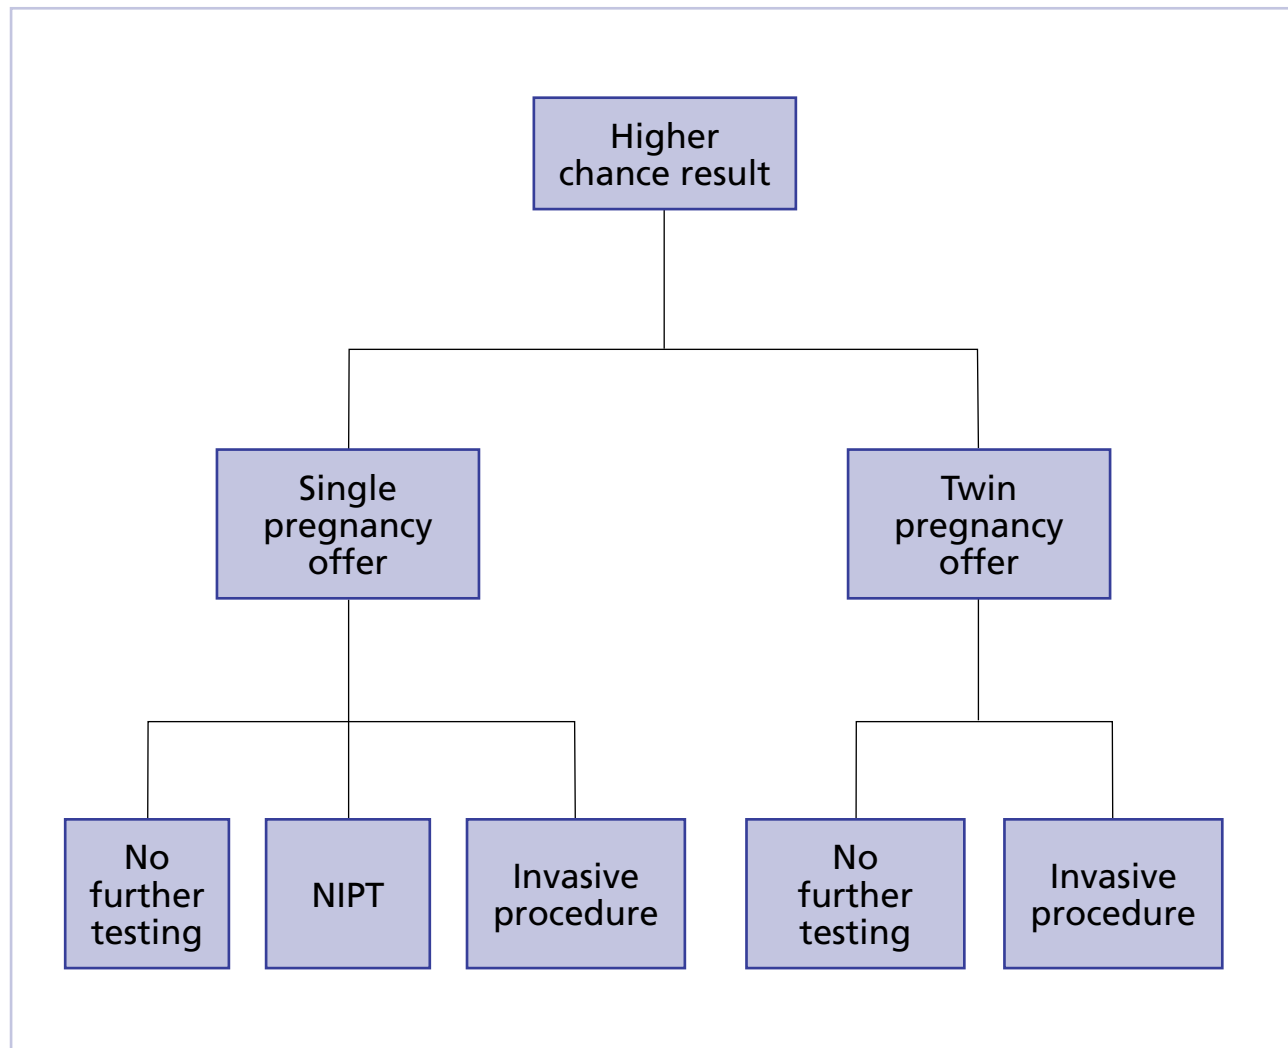 Higher
chance result
Single
pregnancy
offer
Twin
pregnancy
offer
No
further
testing
NIPT
Invasive
procedure
No
further
testing
Invasive
procedure